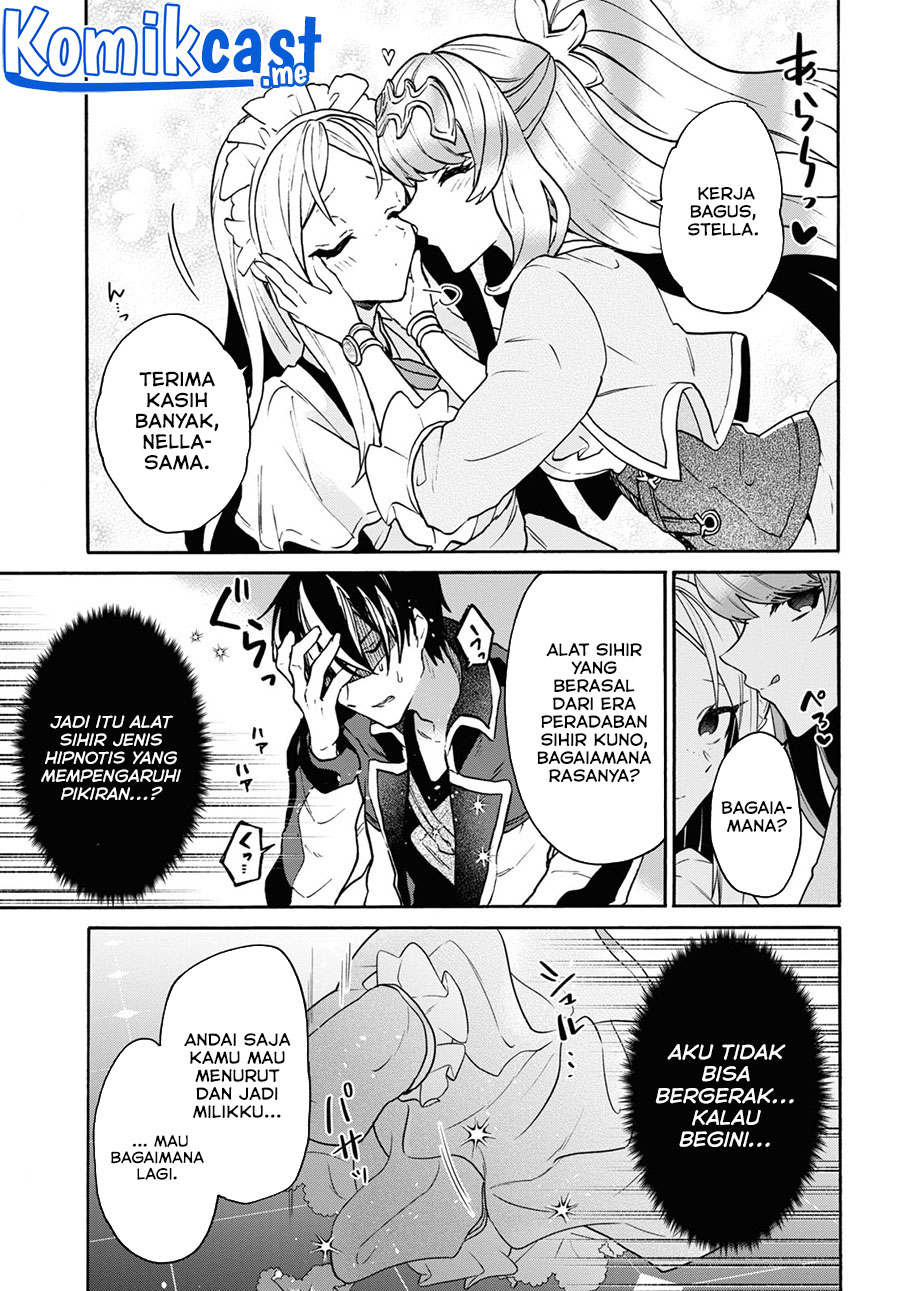 Komikcast
.me
あらら
KERJA
BAGUS,
STELLA.
ん…っ
TERIMA
KASIH
BANYAK,
NELLA-
SAMA.
ぺろっ
BAGAIA-
MANA?
ALAT SIHIR
YANG
BERASAL
DARI ERA
PERADABAN
SIHIR KUNO,
BAGAIAMANA
RASANYA?
ぐらっ
ハァ
ハァ
くっ…
JADI ITU ALAT
SIHIR JENIS
HIPNOTIS YANG
MEMPENGARUHI
PIKIRAN...?
AKU TIDAK
BISA
BERGERAK...
KALAU
BEGINI...
シュル
パサ
ANDAI SAJA
KAMU MAU
MENURUT
DAN JADI
MILIKKU...
... MAU
BAGAIMANA
LAGI.